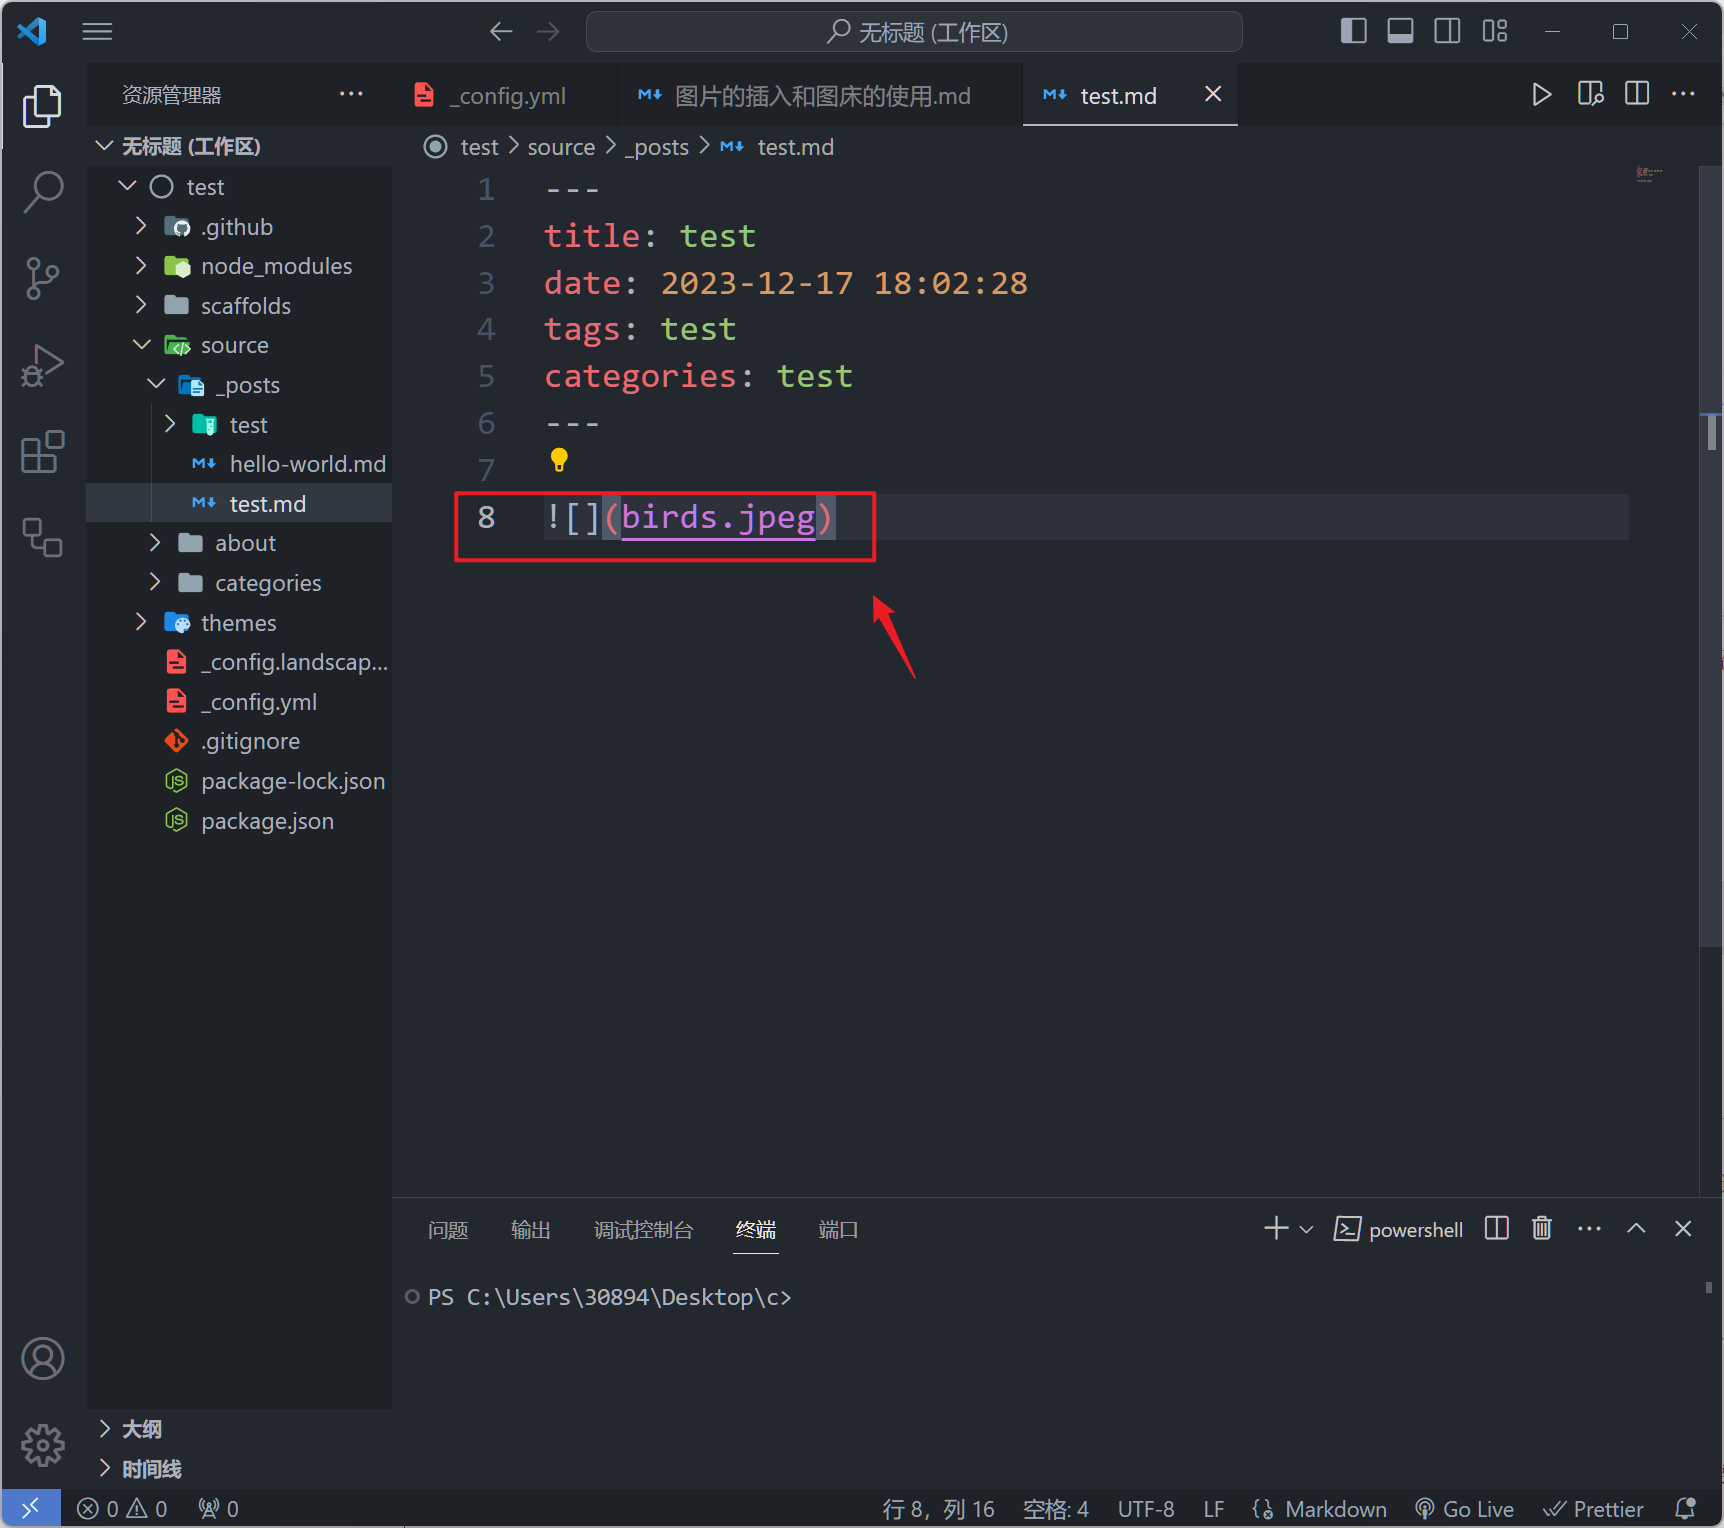 无标题 (工作区)
资源管理器
_config.yml
图片的插入和图床的使用.md
test.md
无标题 (工作区)
test
.github
node_modules
scaffolds
source
_posts
test
hello-world.md
test.md
about
categories
themes
_config.landscap...
_config.yml
.gitignore
package-lock.json
package.json
大纲
时间线
test > source > _posts > test.md
1 ---
2 title: test
3 date: 2023-12-17 18:02:28
4 tags: test
5 categories: test
6 ---
7
8 ![](birds.jpeg)
问题 输出 调试控制台 终端 端口
powershell
PS C:\Users\30894\Desktop\c>
0 0 0
行 8，列 16 空格: 4 UTF-8 LF Markdown Go Live Prettier